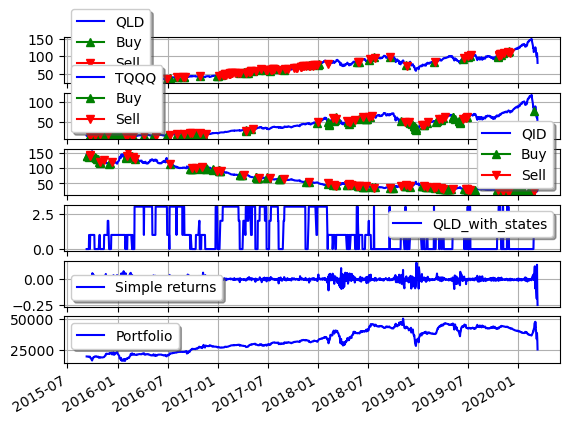 QLD
Buy
Sell
150
100
50
TQQQ
Buy
Sell
100
50
QID
Buy
Sell
150
100
50
QLD_with_states
2.5
0.0
Simple returns
0.00
−0.25
Portfolio
50000
25000
2015-07
2016-01
2016-07
2017-01
2017-07
2018-01
2018-07
2019-01
2019-07
2020-01